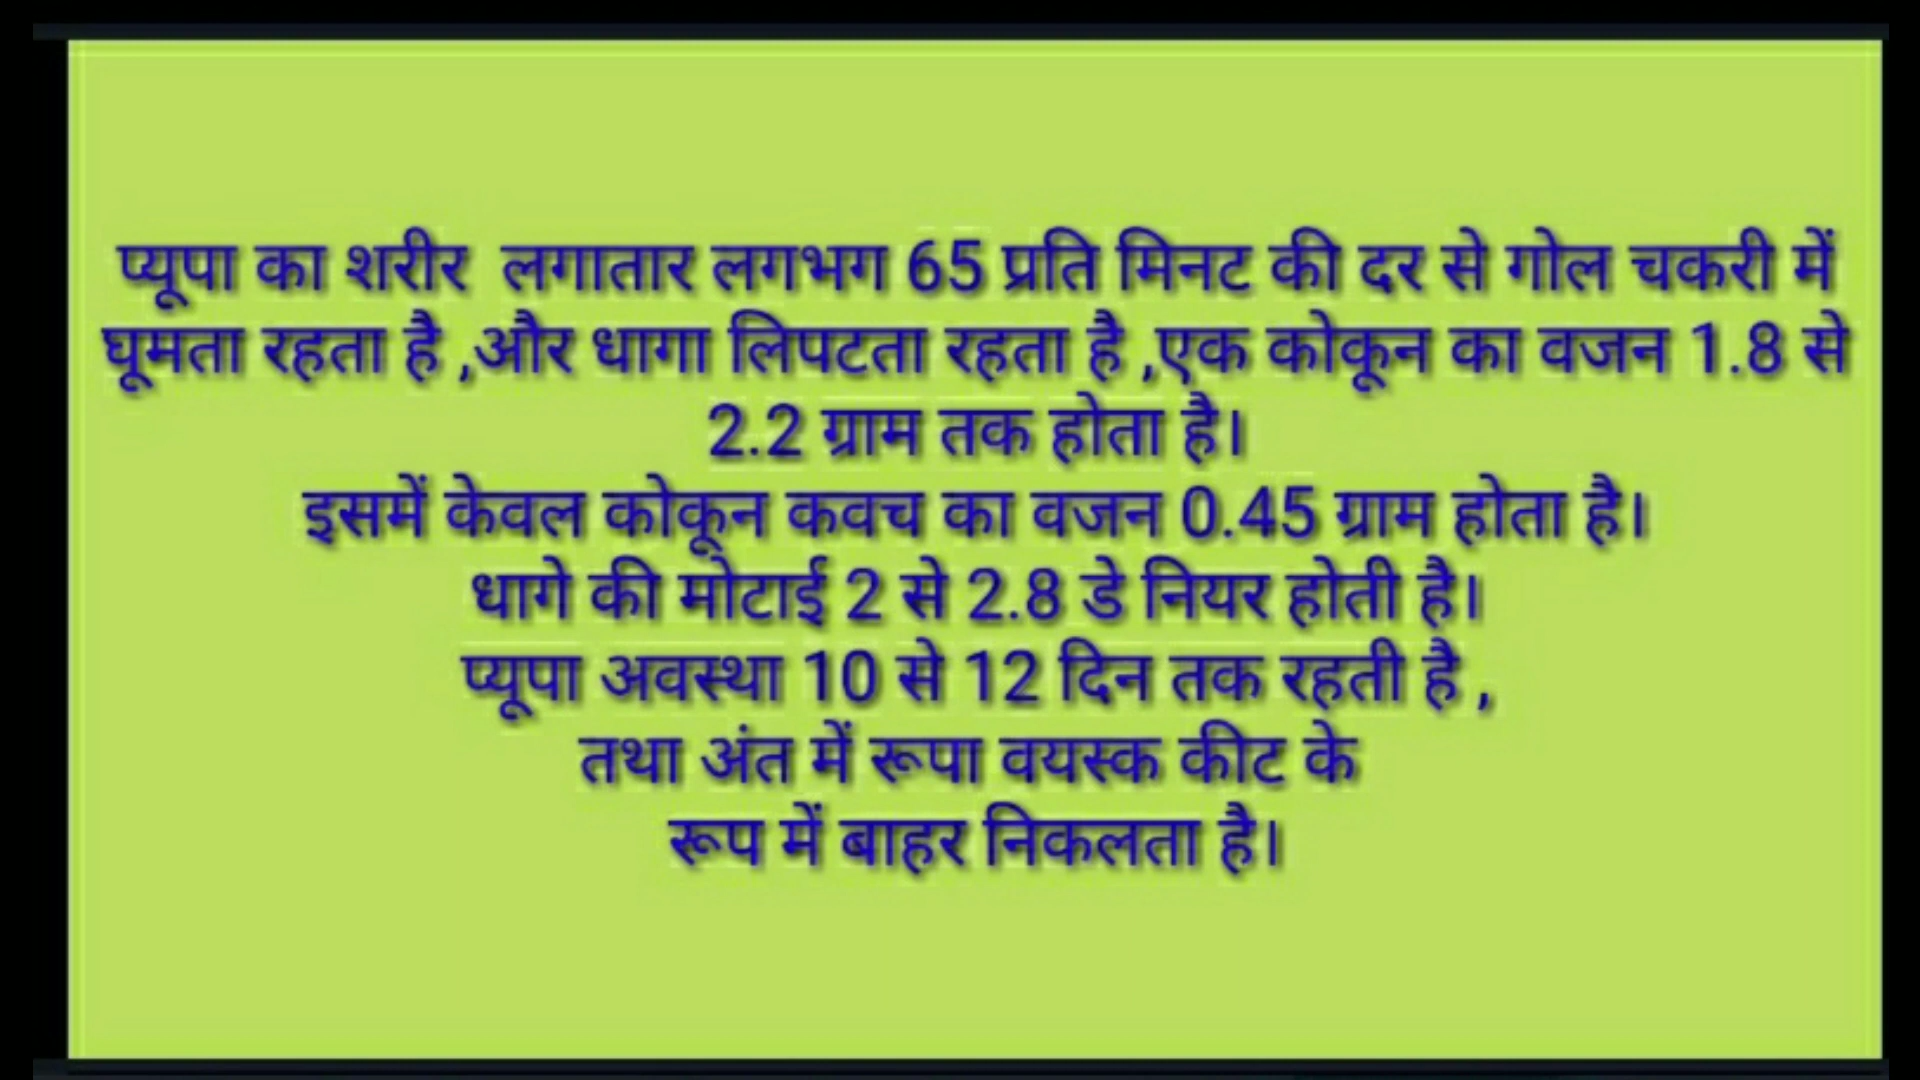 प्यूपा का शरीर लगातार लगभग 65 प्रति मिनट की दर से गोल चकरी में
घूमता रहता है ,और धागा लिपटता रहता है ,एक कोकून का वजन 1.8 से
2.2 ग्राम तक होता है।
इसमें केवल कोकून कवच का वजन 0.45 ग्राम होता है।
धागे की मोटाई 2 से 2.8 डे नियर होती है।
प्यूपा अवस्था 10 से 12 दिन तक रहती है ,
तथा अंत में रूपा वयस्क कीट के
रूप में बाहर निकलता है।